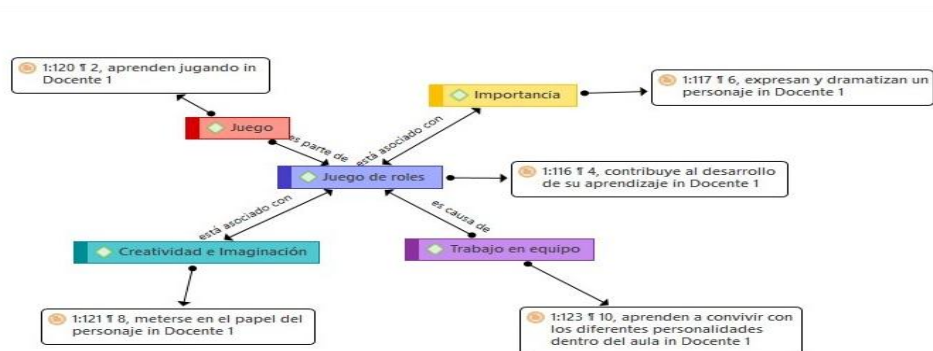 1:120 ¶ 2, aprenden jugando in
Docente 1
Importancia
1:117 ¶ 6, expresan y dramatizan un
personaje in Docente 1
Juego
es parte de
está asociado con
Juego de roles
1:116 ¶ 4, contribuye al desarrollo
de su aprendizaje in Docente 1
está asociado con
es causa de
Creatividad e Imaginación
Trabajo en equipo
1:121 ¶ 8, meterse en el papel del
personaje in Docente 1
1:123 ¶ 10, aprenden a convivir con
los diferentes personalidades
dentro del aula in Docente 1